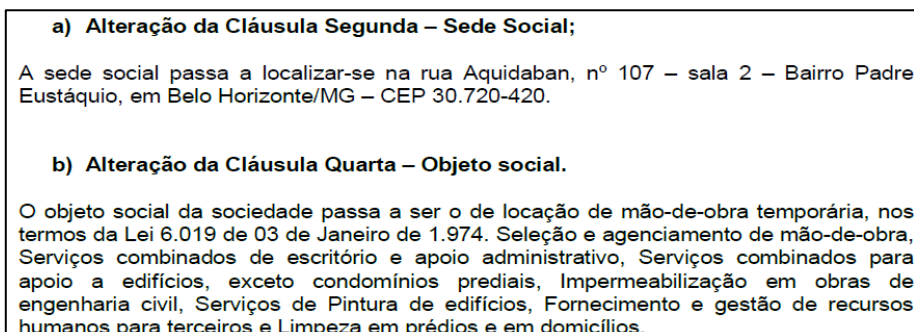 a) Alteração da Cláusula Segunda – Sede Social;
A sede social passa a localizar-se na rua Aquidaban, nº 107 – sala 2 – Bairro Padre
Eustáquio, em Belo Horizonte/MG – CEP 30.720-420.
b) Alteração da Cláusula Quarta – Objeto social.
O objeto social da sociedade passa a ser o de locação de mão-de-obra temporária, nos
termos da Lei 6.019 de 03 de Janeiro de 1.974. Seleção e agenciamento de mão-de-obra,
Serviços combinados de escritório e apoio administrativo, Serviços combinados para
apoio a edifícios, exceto condomínios prediais, Impermeabilização em obras de
engenharia civil, Serviços de Pintura de edifícios, Fornecimento e gestão de recursos
humanos para terceiros e Limpeza em prédios e em domicílios.